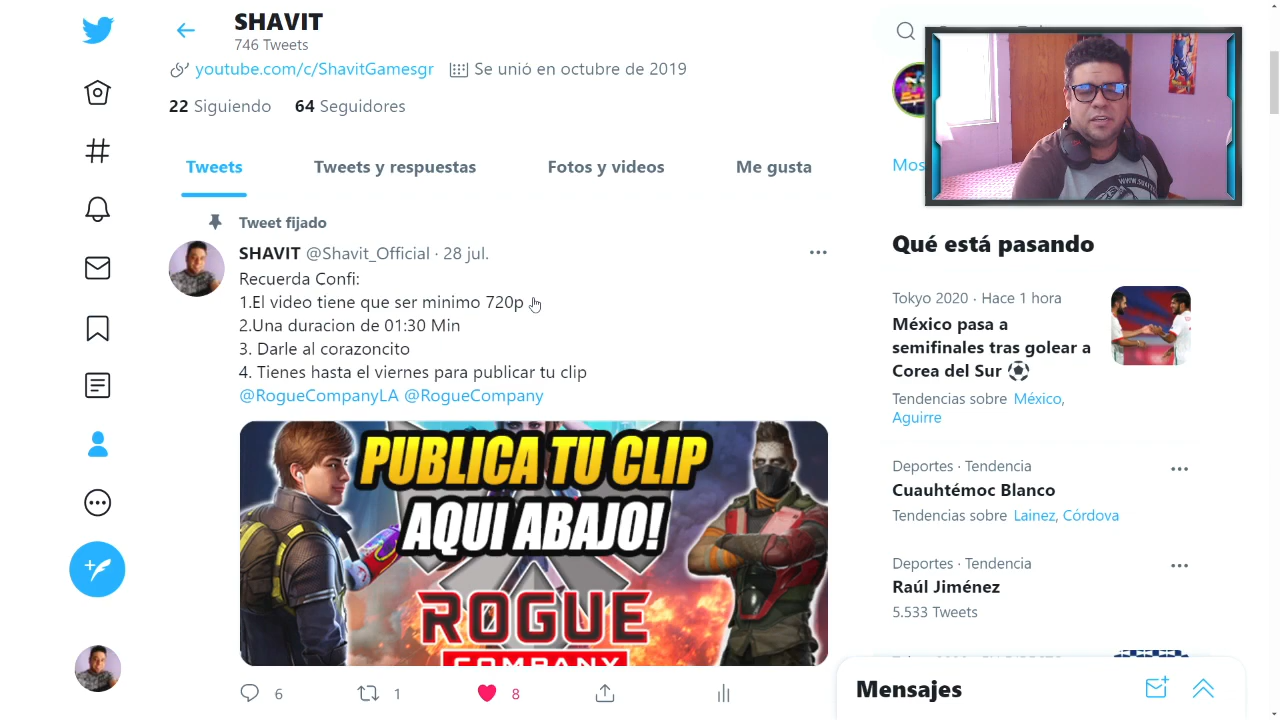 SHAVIT
746 Tweets
youtube.com/c/ShavitGamesgr Se unió en octubre de 2019
22 Siguiendo 64 Seguidores
Tweets Tweets y respuestas Fotos y videos Me gusta
Tweet fijado
SHAVIT @Shavit_Official · 28 jul.
Recuerda Confi:
1.El video tiene que ser minimo 720p
2.Una duracion de 01:30 Min
3. Darle al corazoncito
4. Tienes hasta el viernes para publicar tu clip
@RogueCompanyLA @RogueCompany
PUBLICA TU CLIP
AQUI ABAJO!
ROGUE
COMPANY
6 1 8
Mos
Qué está pasando
Tokyo 2020 · Hace 1 hora
México pasa a
semifinales tras golear a
Corea del Sur ⚽
Tendencias sobre México,
Aguirre
Deportes · Tendencia
Cuauhtémoc Blanco
Tendencias sobre Lainez, Córdova
Deportes · Tendencia
Raúl Jiménez
5.533 Tweets
Mensajes